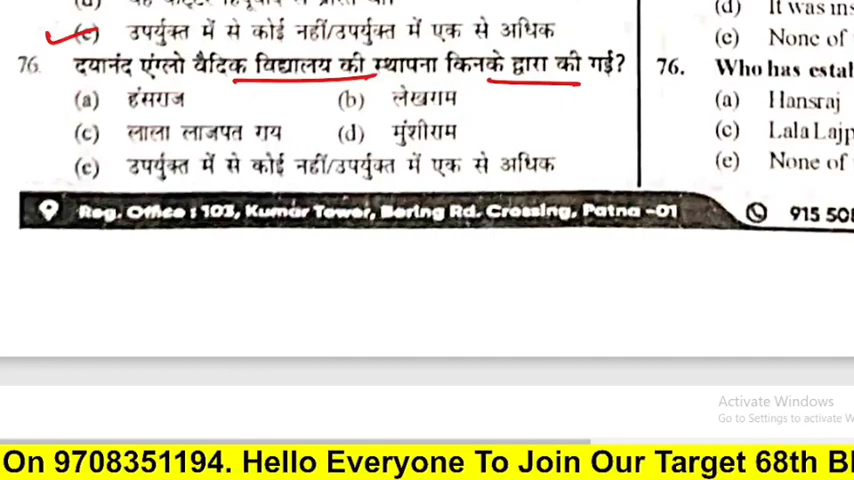 (d) It was ins
(e) उपर्युक्त में से कोई नहीं/उपर्युक्त में एक से अधिक
(e) None of
76. दयानंद एंग्लो वैदिक विद्यालय की स्थापना किनके द्वारा की गई?
(a) हंसराज (b) लेखराम
(c) लाला लाजपत राय (d) मुंशीराम
(e) उपर्युक्त में से कोई नहीं/उपर्युक्त में एक से अधिक
76. Who has estal
(a) Hansraj
(c) Lala Lajp
(e) None of
Reg. Office : 103, Kumar Tower, Boring Rd. Crossing, Patna -01
915 508
Activate Windows
Go to Settings to activate W
On 9708351194. Hello Everyone To Join Our Target 68th B